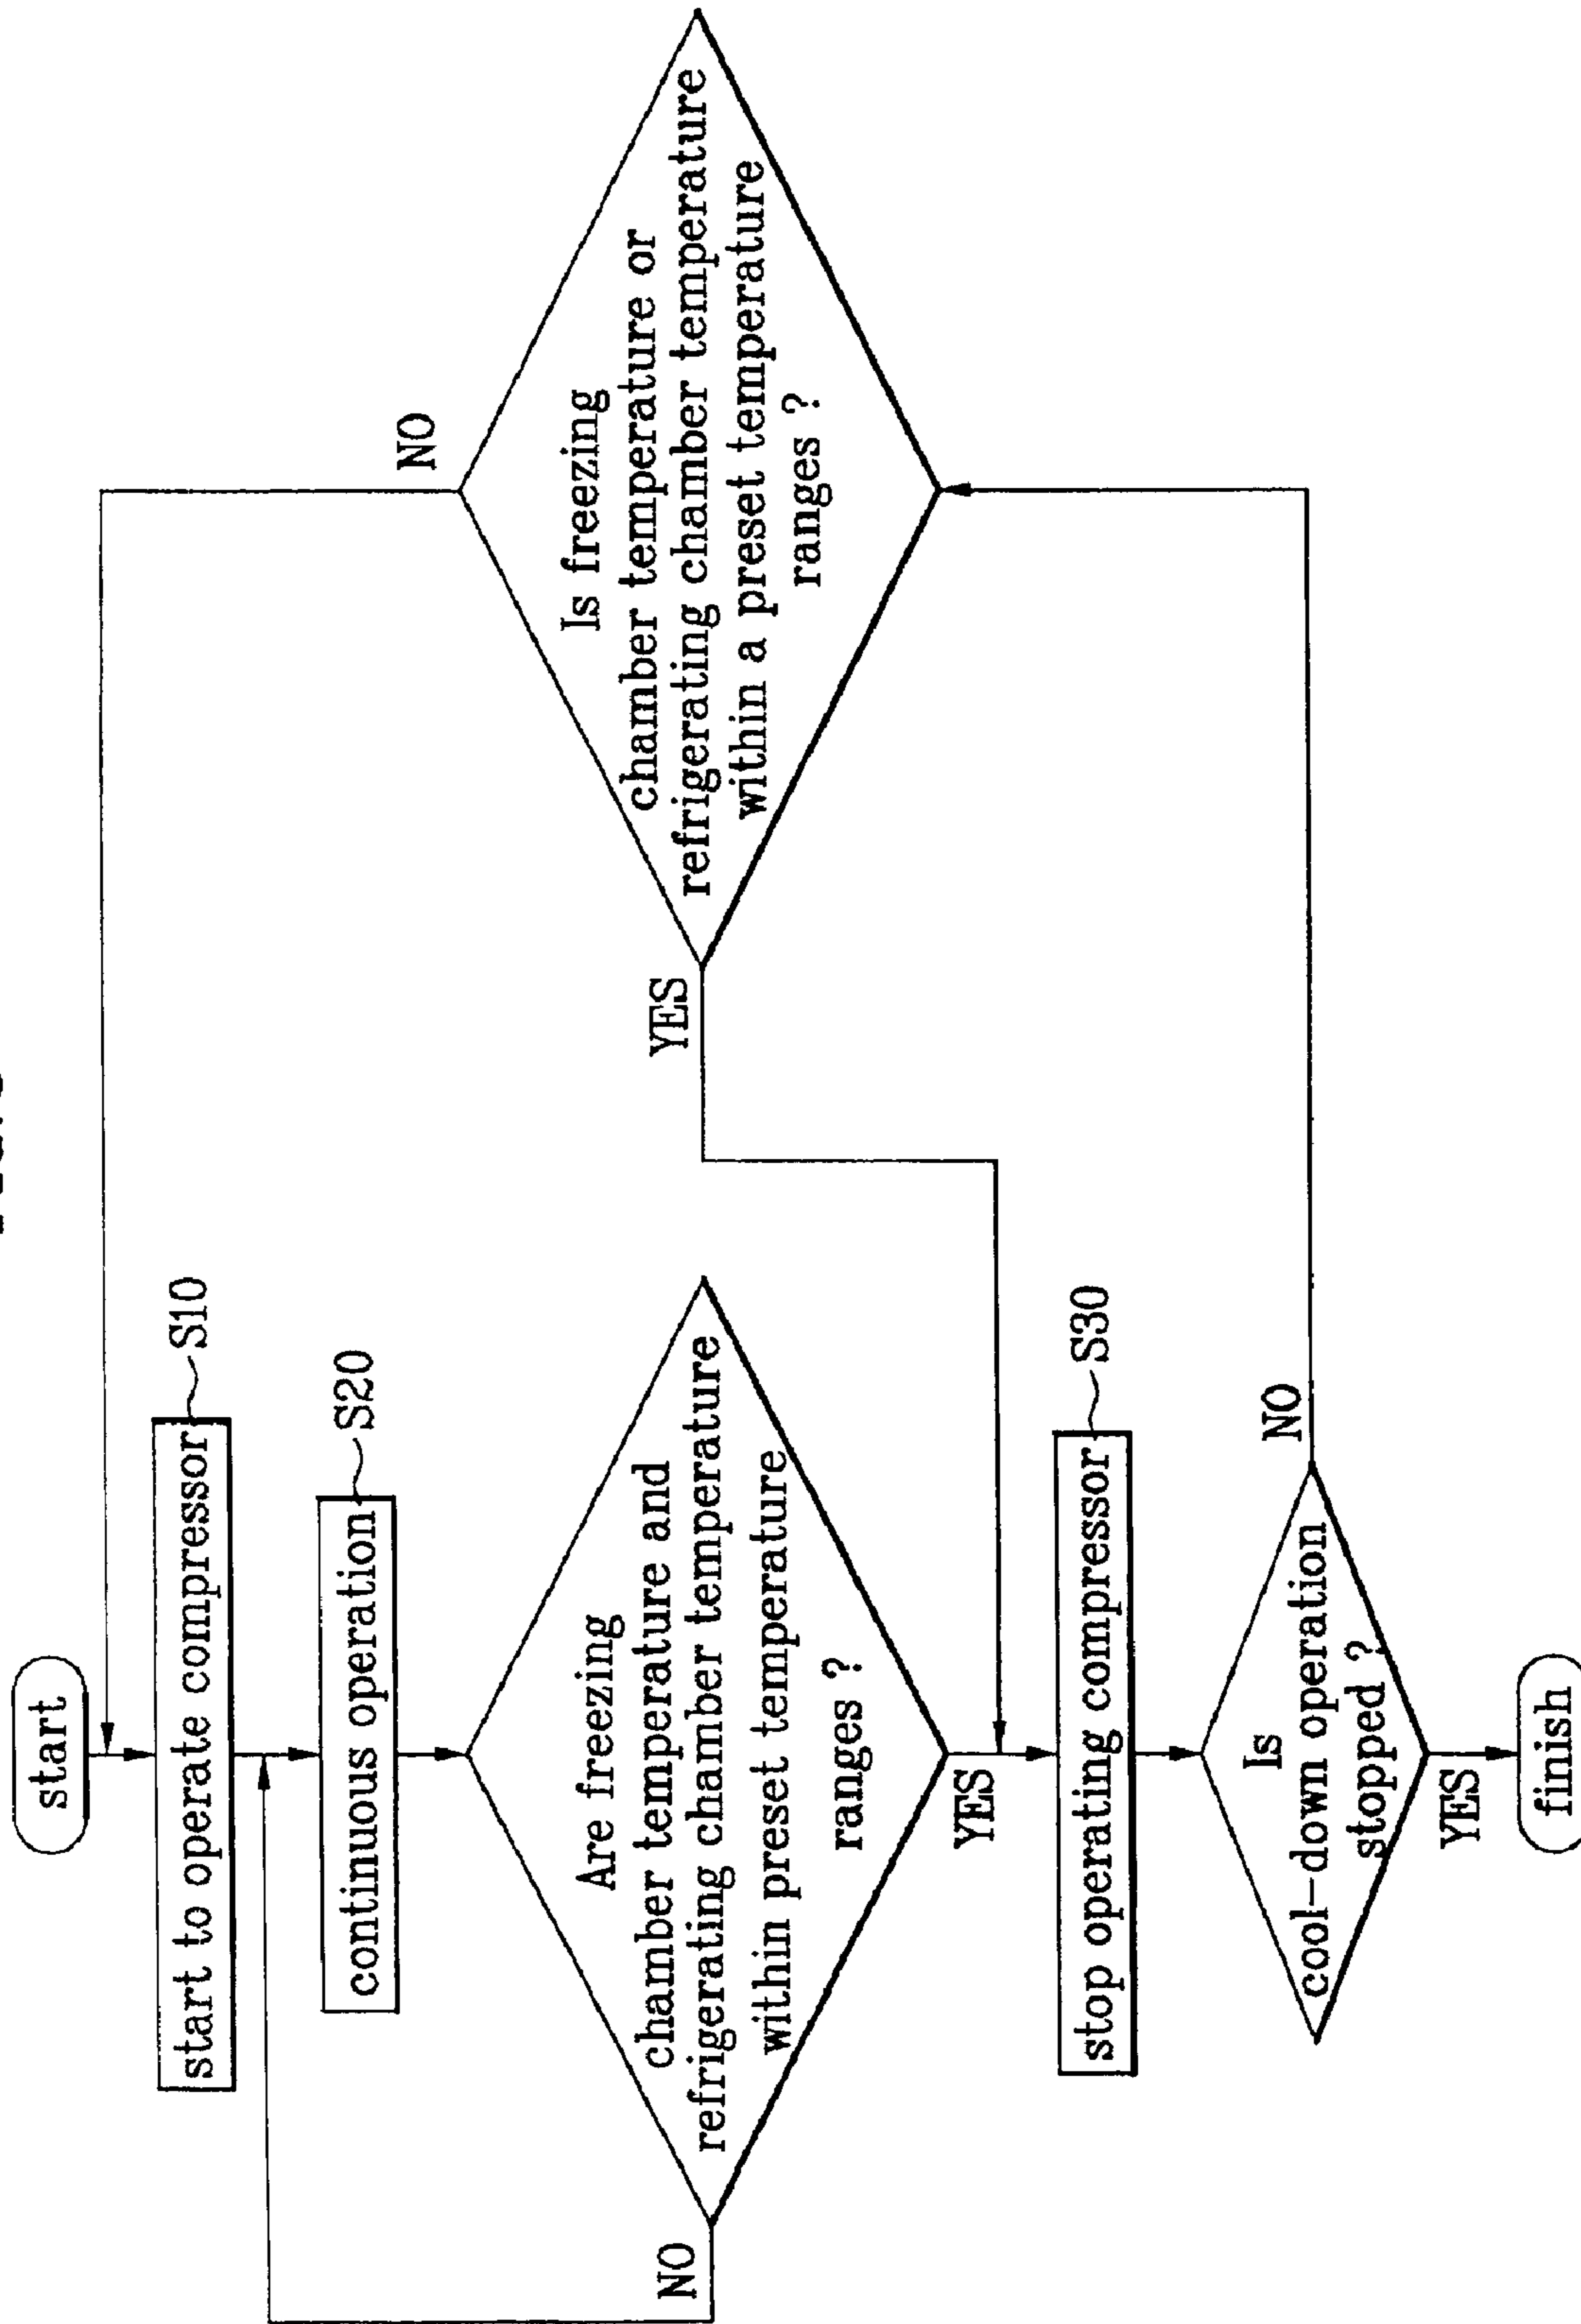 start
start to operate compressor
S10
continuous operation
S20
Are freezing
chamber temperature and
refrigerating chamber temperature
within preset temperature
ranges ?
NO
YES
stop operating compressor
S30
Is
cool-down operation
stopped ?
NO
YES
finish
Is freezing
chamber temperature or
refrigerating chamber temperature
within a preset temperature
ranges ?
NO
YES